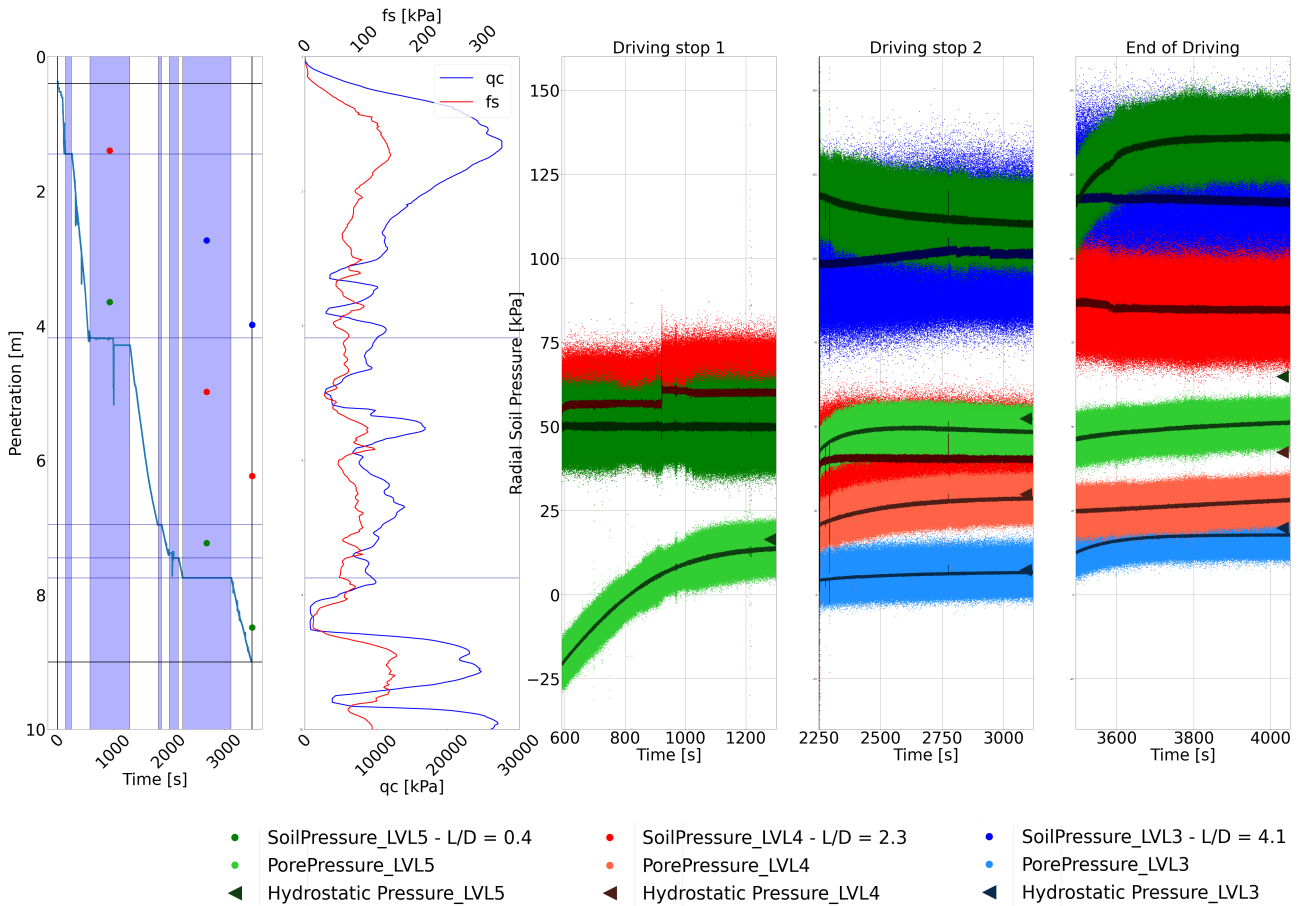 fs [kPa]
0 100 200 300
Driving stop 1
Driving stop 2
End of Driving
qc
fs
0
2
4
6
8
10
Penetration [m]
0 1000 2000 3000
Time [s]
0 10000 20000 30000
qc [kPa]
Radial Soil Pressure [kPa]
150
125
100
75
50
25
0
−25
600 800 1000 1200
Time [s]
2250 2500 2750 3000
Time [s]
3600 3800 4000
Time [s]
SoilPressure_LVL5 - L/D = 0.4
PorePressure_LVL5
Hydrostatic Pressure_LVL5
SoilPressure_LVL4 - L/D = 2.3
PorePressure_LVL4
Hydrostatic Pressure_LVL4
SoilPressure_LVL3 - L/D = 4.1
PorePressure_LVL3
Hydrostatic Pressure_LVL3